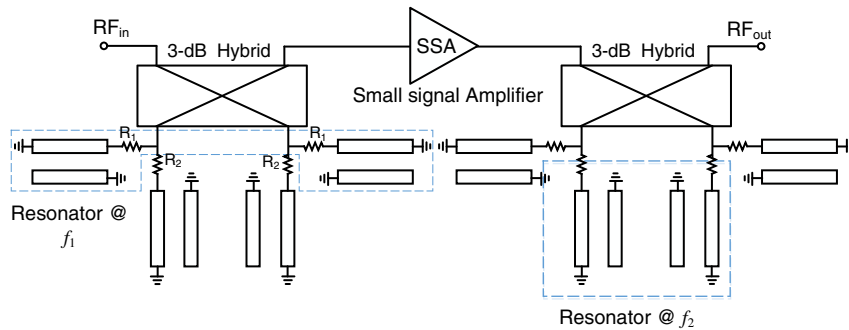 RFin
3-dB Hybrid
SSA
Small signal Amplifier
3-dB Hybrid
RFout
R1
R1
R2
R2
Resonator @
f1
Resonator @ f2